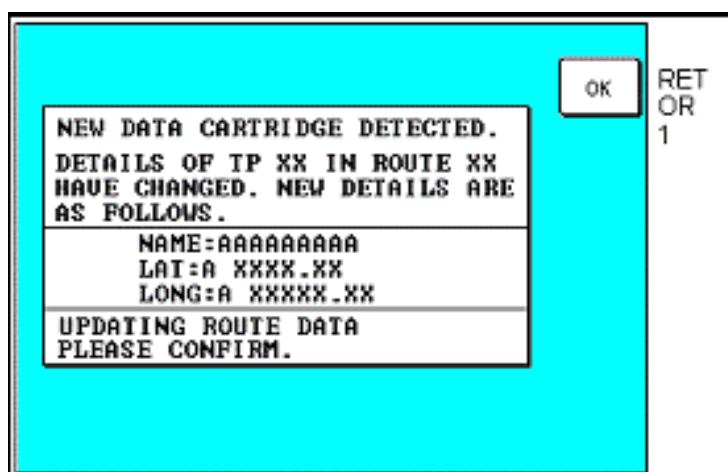 OK
RET
OR
1
NEW DATA CARTRIDGE DETECTED.
DETAILS OF TP XX IN ROUTE XX
HAVE CHANGED. NEW DETAILS ARE
AS FOLLOWS.
NAME:AAAAAAAAA
LAT:A XXXX.XX
LONG:A XXXXX.XX
UPDATING ROUTE DATA
PLEASE CONFIRM.